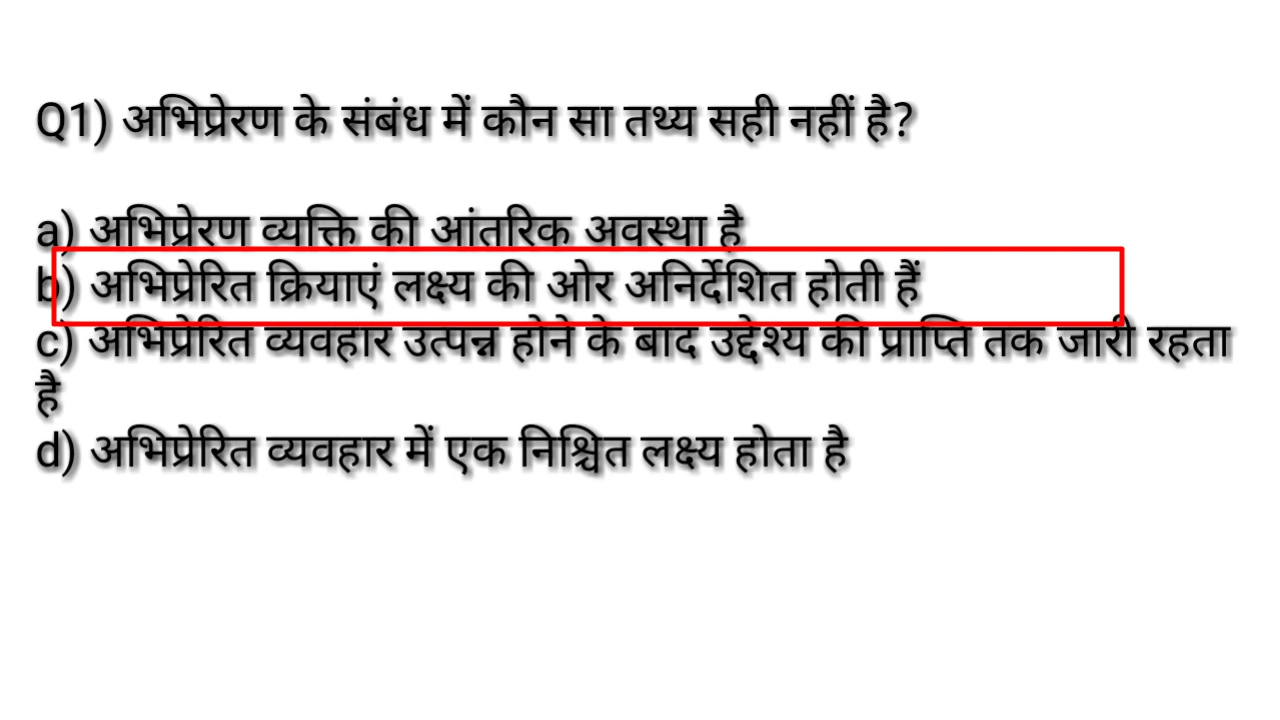 Q1) अभिप्रेरण के संबंध में कौन सा तथ्य सही नहीं है?
a) अभिप्रेरण व्यक्ति की आंतरिक अवस्था है
b) अभिप्रेरित क्रियाएं लक्ष्य की ओर अनिर्देशित होती हैं
c) अभिप्रेरित व्यवहार उत्पन्न होने के बाद उद्देश्य की प्राप्ति तक जारी रहता
है
d) अभिप्रेरित व्यवहार में एक निश्चित लक्ष्य होता है